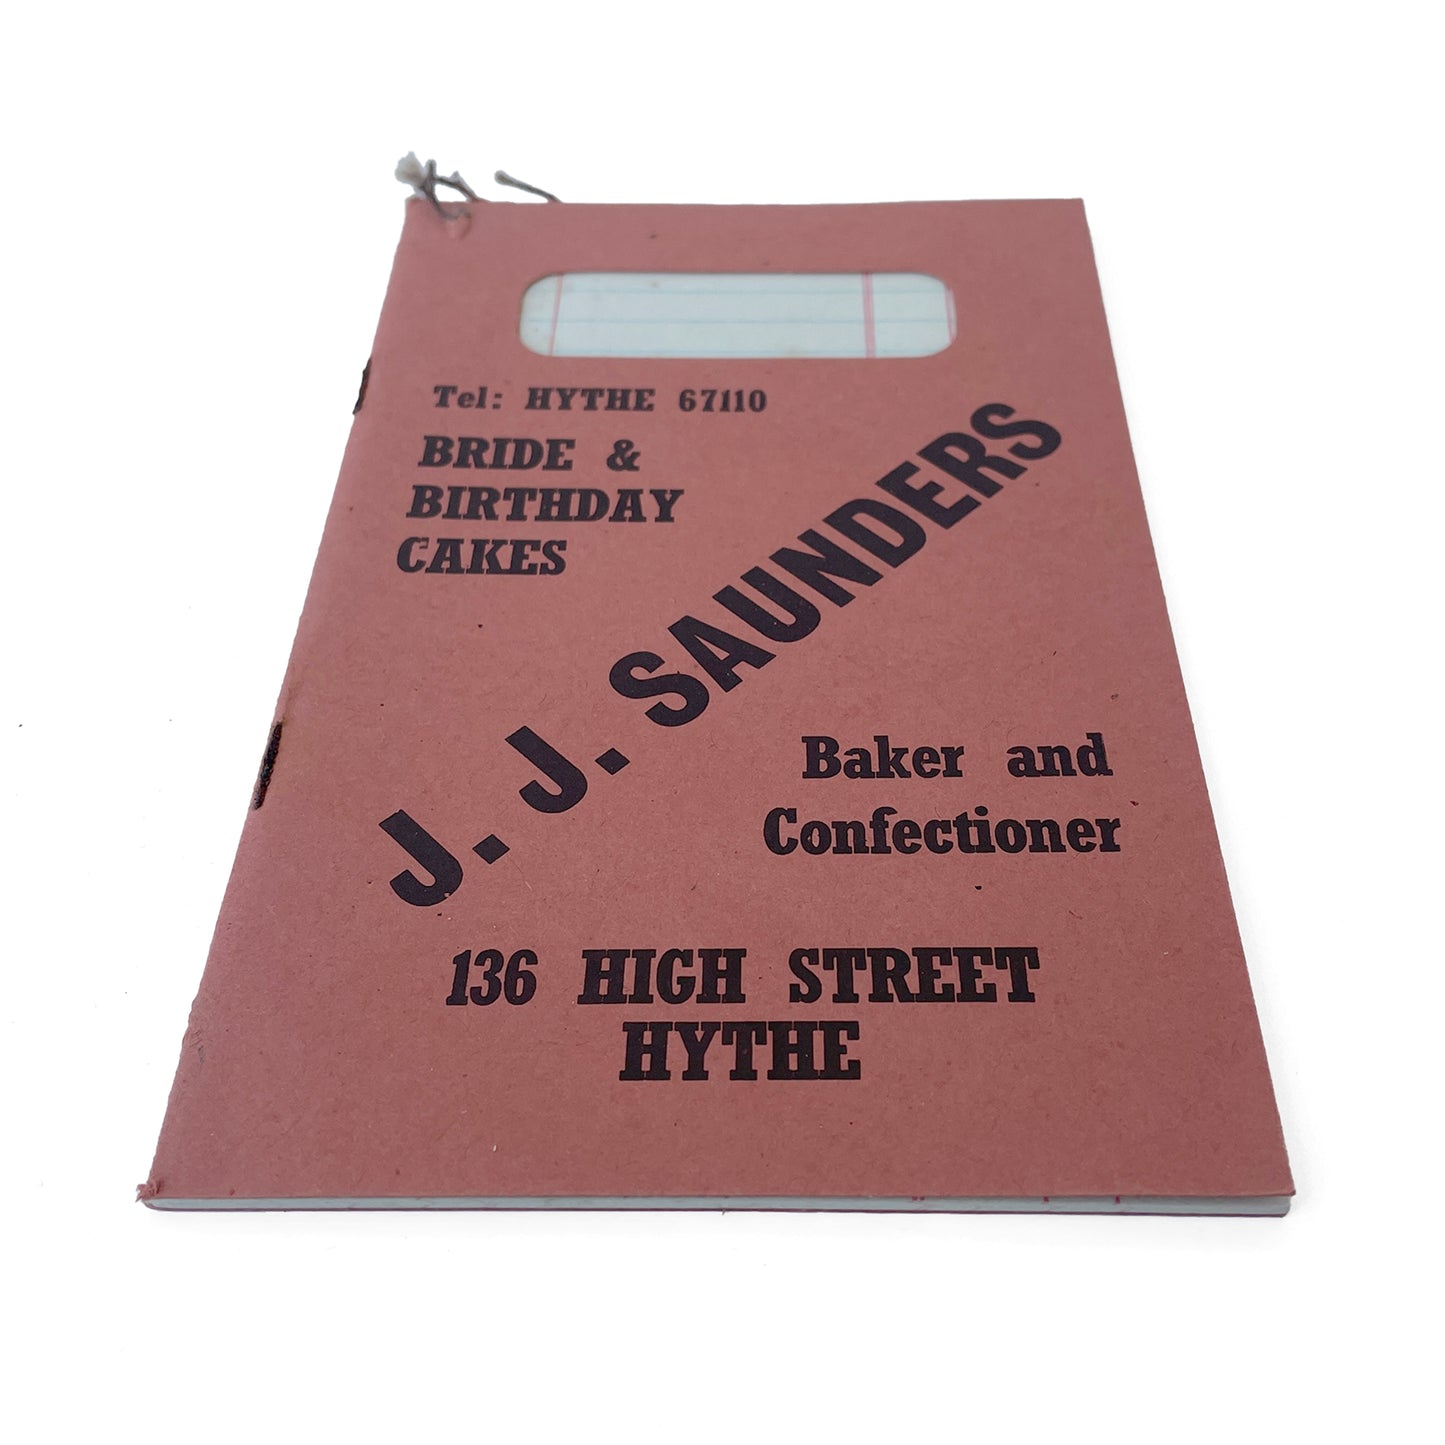 Tel: HYTHE 67110
BRIDE &
BIRTHDAY
CAKES
J. J. SAUNDERS
Baker and
Confectioner
136 HIGH STREET
HYTHE